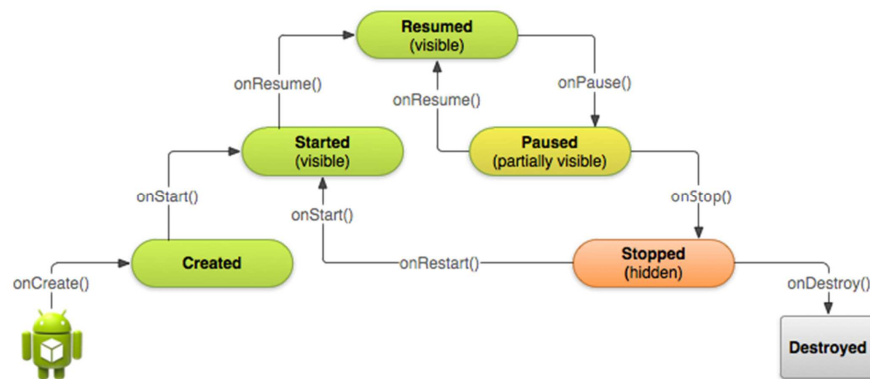 Resumed
(visible)
onResume()
onResume()
onPause()
Started
(visible)
Paused
(partially visible)
onStart()
onStart()
onStop()
Created
onRestart()
Stopped
(hidden)
onCreate()
onDestroy()
Destroyed